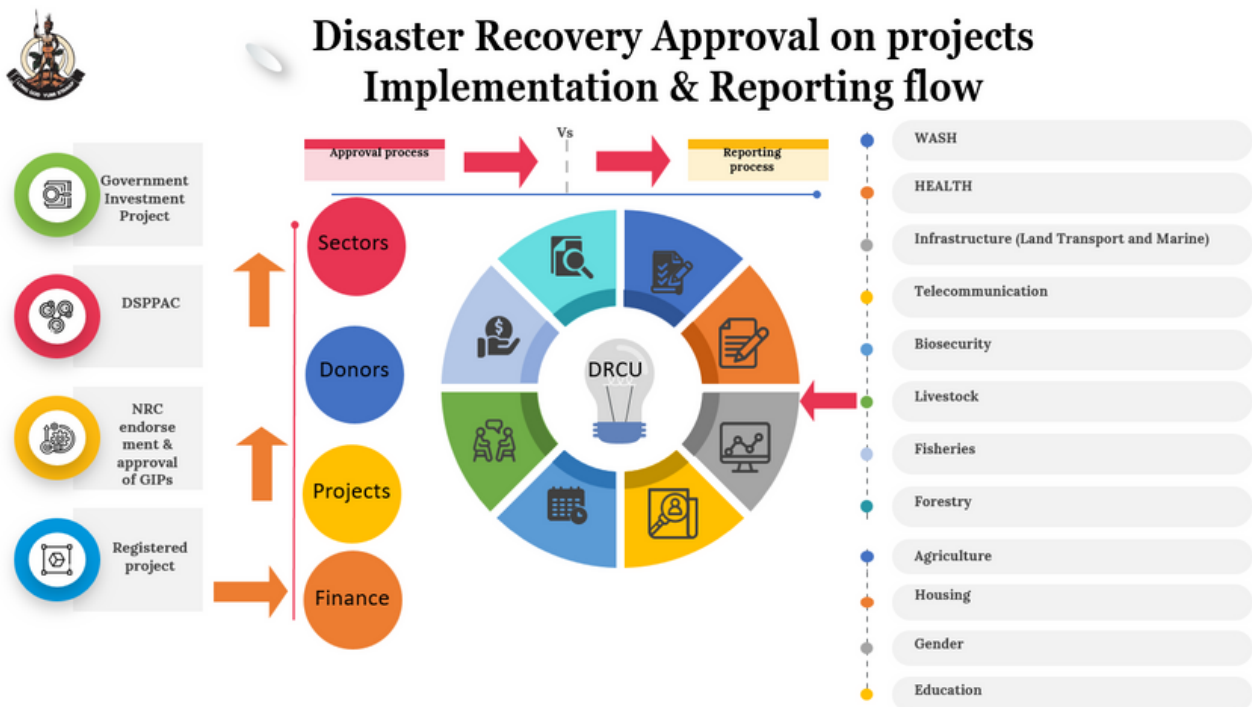 Disaster Recovery Approval on projects
Implementation & Reporting flow
Approval process
Vs
Reporting
process
Government
Investment
Project
DSPPAC
NRC
endorse
ment &
approval
of GIPs
Registered
project
Sectors
Donors
Projects
Finance
DRCU
WASH
HEALTH
Infrastructure (Land Transport and Marine)
Telecommunication
Biosecurity
Livestock
Fisheries
Forestry
Agriculture
Housing
Gender
Education